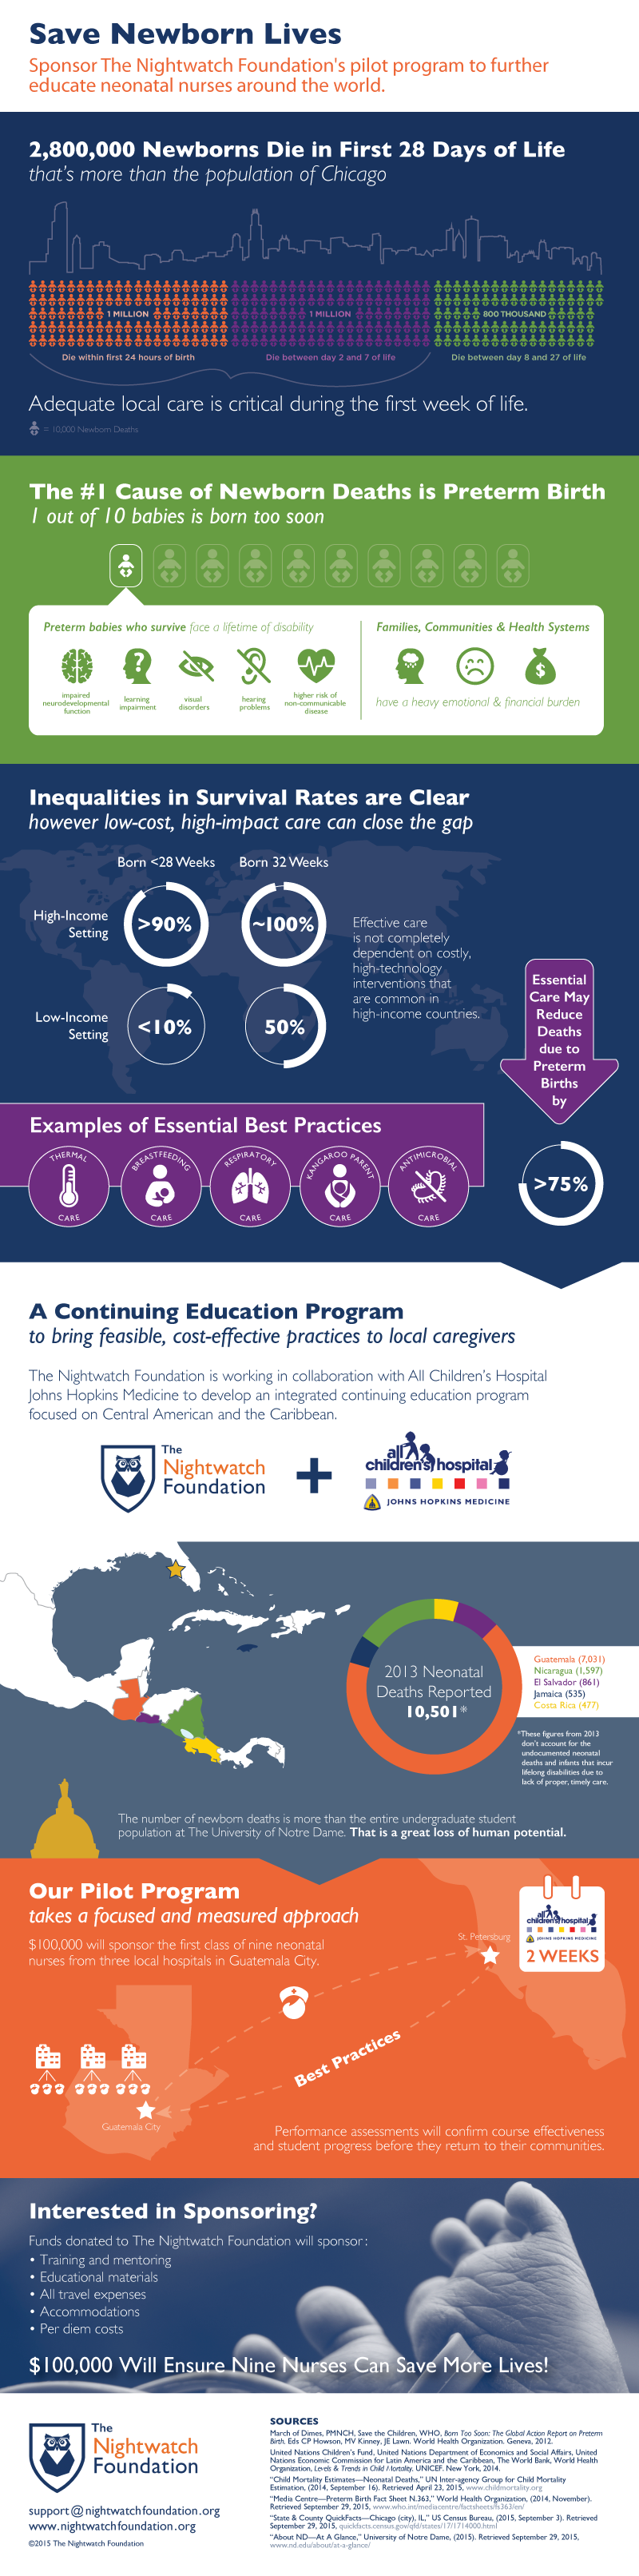 Save Newborn Lives
Sponsor The Nightwatch Foundation's pilot program to further
educate neonatal nurses around the world.
2,800,000 Newborns Die in First 28 Days of Life
that's more than the population of Chicago
1 MILLION
1 MILLION
800 THOUSAND
Die within first 24 hours of birth
Die between day 2 and 7 of life
Die between day 8 and 27 of life
Adequate local care is critical during the first week of life.
= 10,000 Newborn Deaths
The #1 Cause of Newborn Deaths is Preterm Birth
1 out of 10 babies is born too soon
Preterm babies who survive face a lifetime of disability
impaired
neurodevelopmental
function
learning
impairment
visual
disorders
hearing
problems
higher risk of
non-communicable
disease
Families, Communities & Health Systems
have a heavy emotional & financial burden
Inequalities in Survival Rates are Clear
however low-cost, high-impact care can close the gap
Born <28 Weeks
Born 32 Weeks
High-Income
Setting
>90%
~100%
Low-Income
Setting
<10%
50%
Effective care
is not completely
dependent on costly,
high-technology
interventions that
are common in
high-income countries.
Essential
Care May
Reduce
Deaths
due to
Preterm
Births
by
>75%
Examples of Essential Best Practices
THERMAL
CARE
BREASTFEEDING
CARE
RESPIRATORY
CARE
KANGAROO PARENT
CARE
ANTIMICROBIAL
CARE
A Continuing Education Program
to bring feasible, cost-effective practices to local caregivers
The Nightwatch Foundation is working in collaboration with All Children's Hospital
Johns Hopkins Medicine to develop an integrated continuing education program
focused on Central American and the Caribbean.
The
Nightwatch
Foundation
+
all
children's hospital
JOHNS HOPKINS MEDICINE
2013 Neonatal
Deaths Reported
10,501*
Guatemala (7,031)
Nicaragua (1,597)
El Salvador (861)
Jamaica (535)
Costa Rica (477)
*These figures from 2013
don't account for the
undocumented neonatal
deaths and infants that incur
lifelong disabilities due to
lack of proper, timely care.
The number of newborn deaths is more than the entire undergraduate student
population at The University of Notre Dame. That is a great loss of human potential.
Our Pilot Program
takes a focused and measured approach
$100,000 will sponsor the first class of nine neonatal
nurses from three local hospitals in Guatemala City.
St. Petersburg
all
children's hospital
JOHNS HOPKINS MEDICINE
2 WEEKS
Best Practices
Guatemala City
Performance assessments will confirm course effectiveness
and student progress before they return to their communities.
Interested in Sponsoring?
Funds donated to The Nightwatch Foundation will sponsor:
• Training and mentoring
• Educational materials
• All travel expenses
• Accommodations
• Per diem costs
$100,000 Will Ensure Nine Nurses Can Save More Lives!
The
Nightwatch
Foundation
support@nightwatchfoundation.org
www.nightwatchfoundation.org
©2015 The Nightwatch Foundation
SOURCES
March of Dimes, PMNCH, Save the Children, WHO, Born Too Soon: The Global Action Report on Preterm
Birth. Eds CP Howson, MV Kinney, JE Lawn. World Health Organization. Geneva, 2012.
United Nations Children's Fund, United Nations Department of Economics and Social Affairs, United
Nations Economic Commission for Latin America and the Caribbean, The World Bank, World Health
Organization, Levels & Trends in Child Mortality. UNICEF. New York, 2014.
"Child Mortality Estimates—Neonatal Deaths," UN Inter-agency Group for Child Mortality
Estimation, (2014, September 16). Retrieved April 23, 2015, www.childmortality.org
"Media Centre—Preterm Birth Fact Sheet N.363," World Health Organization, (2014, November).
Retrieved September 29, 2015, www.who.int/mediacentre/factsheets/fs363/en/
"State & County QuickFacts—Chicago (city), IL," US Census Bureau, (2015, September 3). Retrieved
September 29, 2015, quickfacts.census.gov/qfd/states/17/1714000.html
"About ND—At A Glance," University of Notre Dame, (2015). Retrieved September 29, 2015,
www.nd.edu/about/at-a-glance/